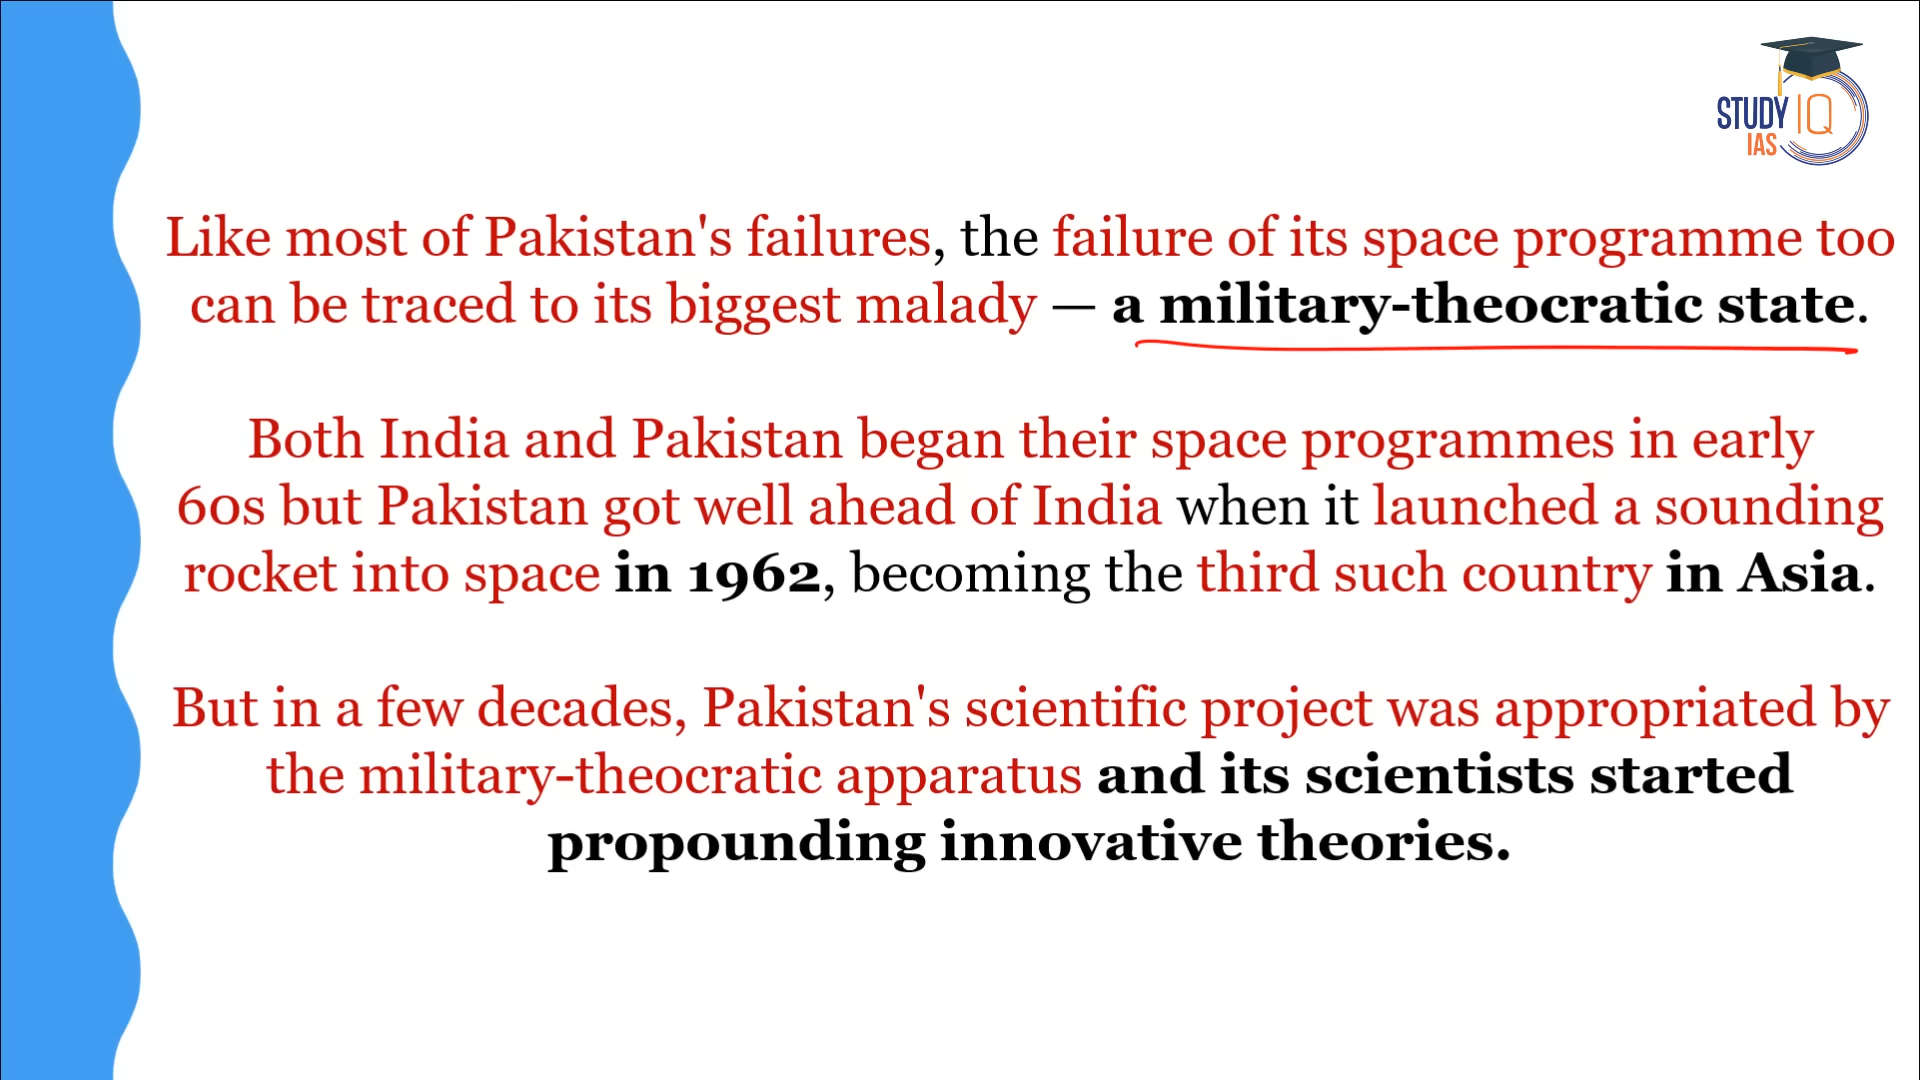 STUDY IQ
IAS
Like most of Pakistan's failures, the failure of its space programme too
can be traced to its biggest malady — a military-theocratic state.
Both India and Pakistan began their space programmes in early
60s but Pakistan got well ahead of India when it launched a sounding
rocket into space in 1962, becoming the third such country in Asia.
But in a few decades, Pakistan's scientific project was appropriated by
the military-theocratic apparatus and its scientists started
propounding innovative theories.